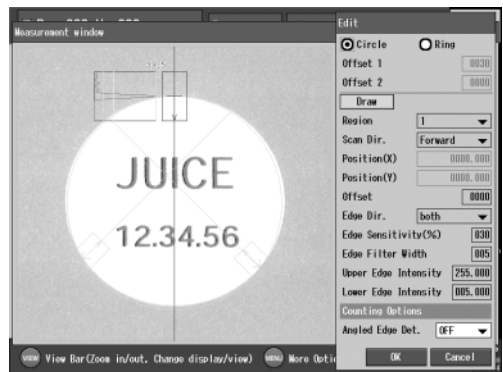 Measurement window
JUICE
12.34.56
View Bar(Zoom in/out. Change display/view)
More Optio
Edit
Circle Ring
Offset 1 0030
Offset 2 0000
Draw
Region 1
Scan Dir. Forward
Position(X) 0000.000
Position(Y) 0000.000
Offset 0000
Edge Dir. both
Edge Sensitivity(%) 030
Edge Filter Width 005
Upper Edge Intensity 255.000
Lower Edge Intensity 005.000
Counting Options
Angled Edge Det. OFF
OK Cancel